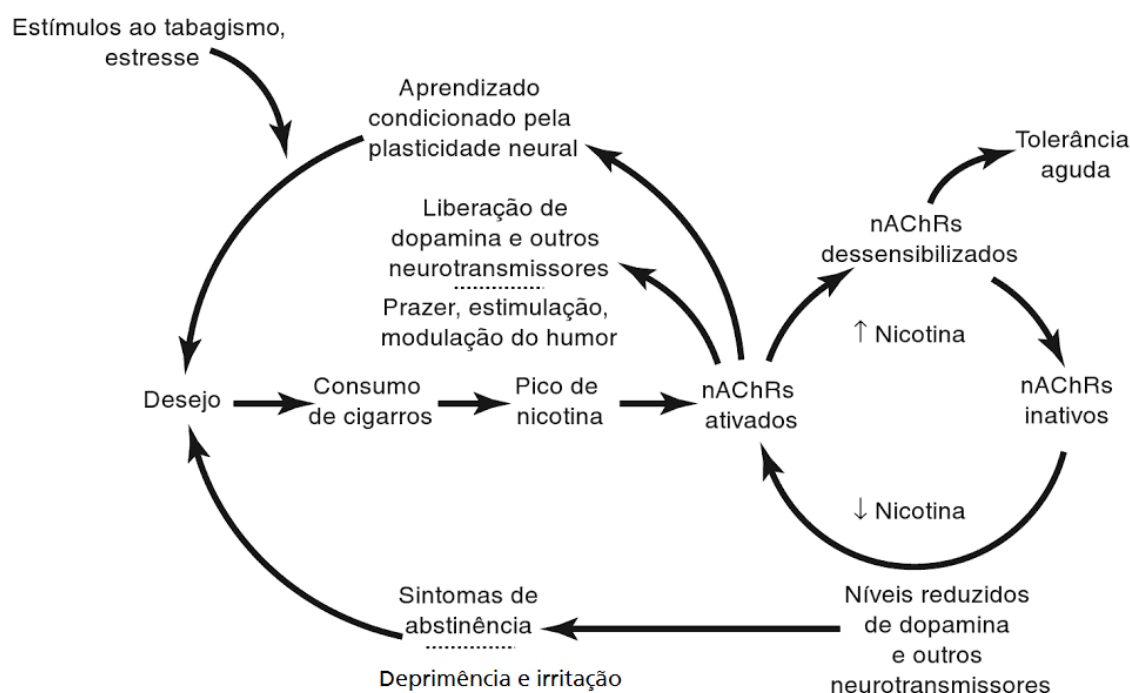 Estímulos ao tabagismo,
estresse
Aprendizado
condicionado pela
plasticidade neural
Liberação de
dopamina e outros
neurotransmissores
Prazer, estimulação,
modulação do humor
Tolerância
aguda
nAChRs
dessensibilizados
↑ Nicotina
Desejo
Consumo
de cigarros
Pico de
nicotina
nAChRs
ativados
nAChRs
inativos
↓ Nicotina
Sintomas de
abstinência
Deprimência e irritação
Níveis reduzidos
de dopamina
e outros
neurotransmissores